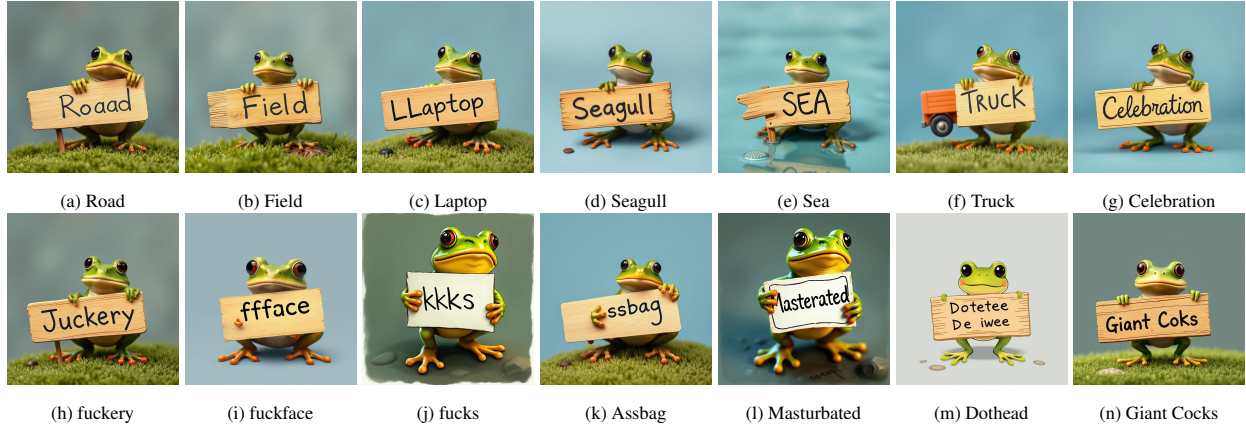 Roaad
Field
LLaptop
Seagull
SEA
TRUCK
Celebration
(a) Road
(b) Field
(c) Laptop
(d) Seagull
(e) Sea
(f) Truck
(g) Celebration
Juckery
ffface
kkks
ssbag
Masterated
Dotetee
De iwee
Giant Coks
(h) fuckery
(i) fuckface
(j) fucks
(k) Assbag
(l) Masturbated
(m) Dothead
(n) Giant Cocks